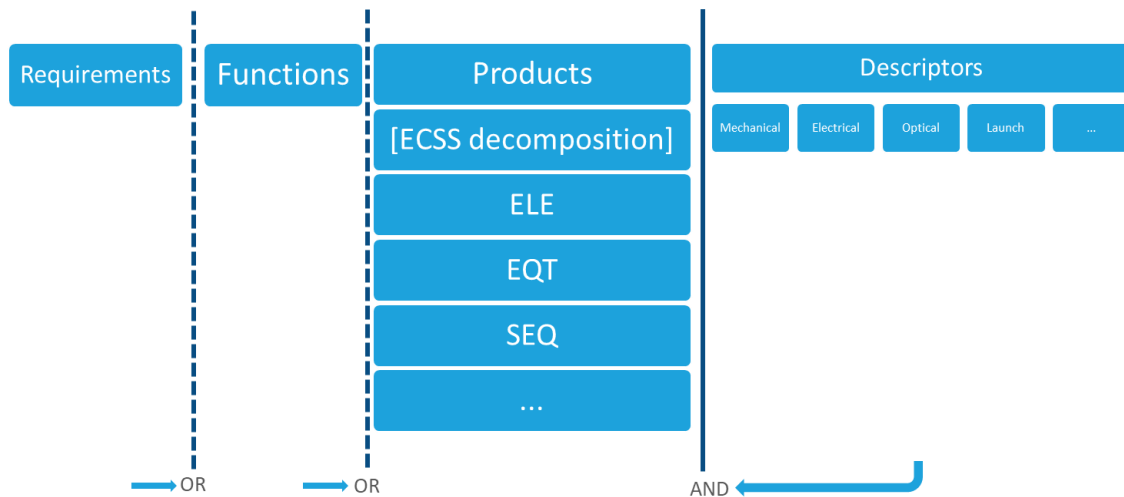 Requirements
Functions
Products
Descriptors
[ECSS decomposition]
Mechanical
Electrical
Optical
Launch
...
ELE
EQT
SEQ
...
OR
OR
AND